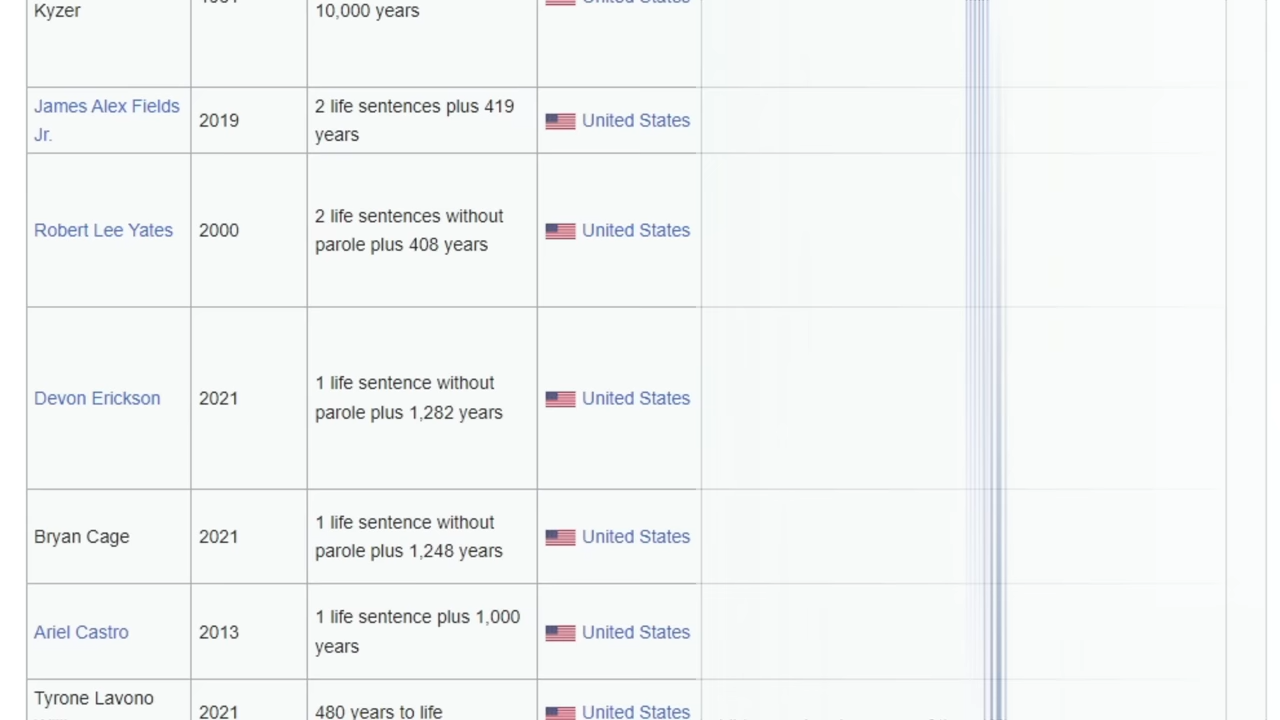 Kyzer
10,000 years
United States
James Alex Fields
Jr.
2019
2 life sentences plus 419
years
United States
Robert Lee Yates
2000
2 life sentences without
parole plus 408 years
United States
Devon Erickson
2021
1 life sentence without
parole plus 1,282 years
United States
Bryan Cage
2021
1 life sentence without
parole plus 1,248 years
United States
Ariel Castro
2013
1 life sentence plus 1,000
years
United States
Tyrone Lavono
2021
480 years to life
United States